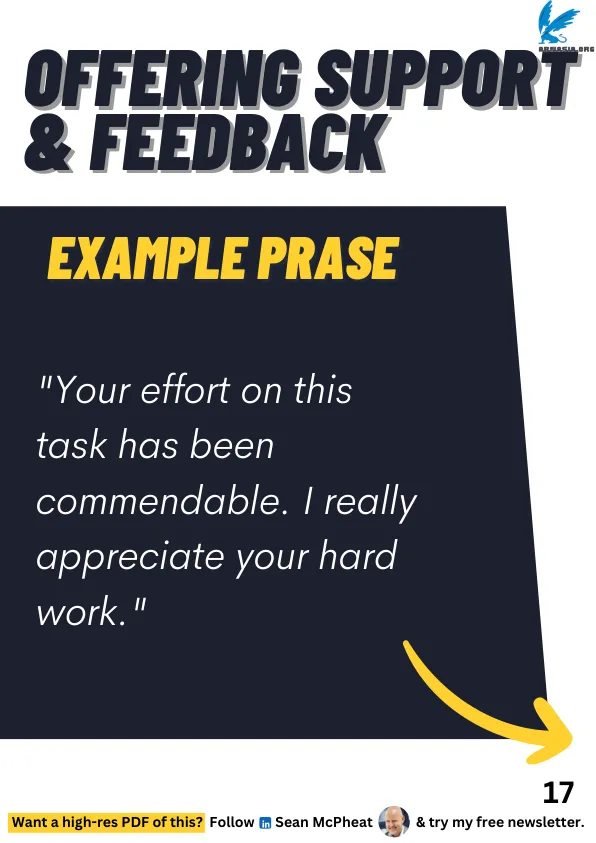 OFFERING SUPPORT
& FEEDBACK
EXAMPLE PRASE
"Your effort on this
task has been
commendable. I really
appreciate your hard
work."
17
Want a high-res PDF of this? Follow in Sean McPheat & try my free newsletter.